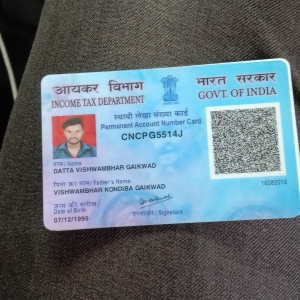 आयकर विभाग
INCOME TAX DEPARTMENT
भारत सरकार
GOVT. OF INDIA
स्थायी लेखा संख्या कार्ड
Permanent Account Number Card
CNCPG5514J
नाम / Name
DATTA VISHWAMBHAR GAIKWAD
पिता का नाम / Father's Name
VISHWAMBHAR KONDIBA GAIKWAD
जन्म की तारीख /
Date of Birth
07/12/1999
हस्ताक्षर / Signature